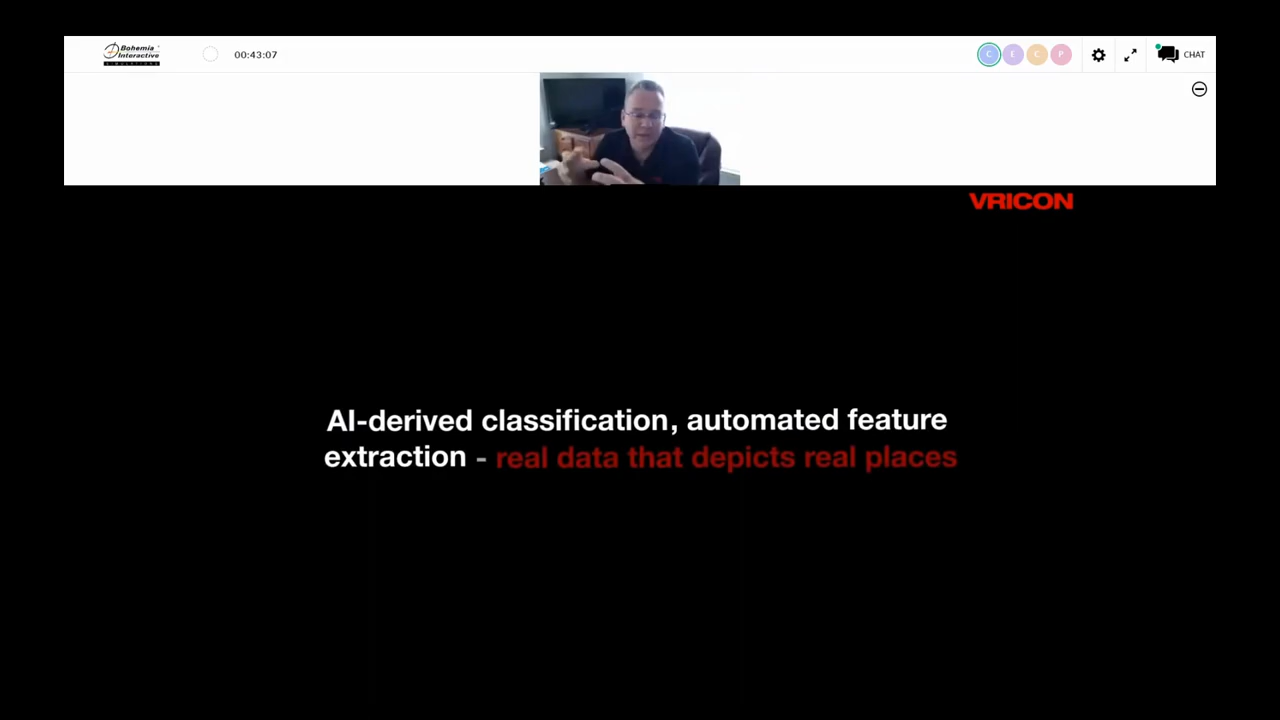 Bohemia
Interactive
SIMULATIONS
00:43:07
C
E
C
P
CHAT
VRICON
AI-derived classification, automated feature
extraction - real data that depicts real places